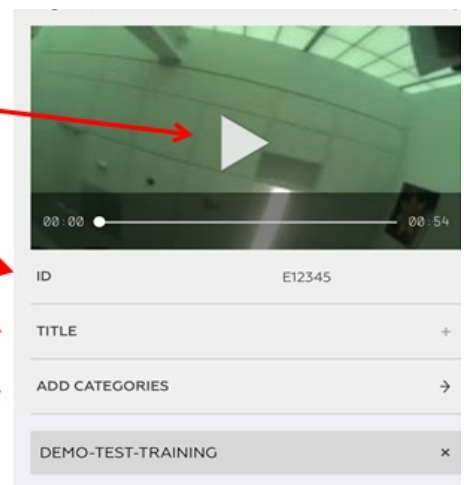 00:00 00:54
ID E12345
TITLE +
ADD CATEGORIES →
DEMO-TEST-TRAINING ×